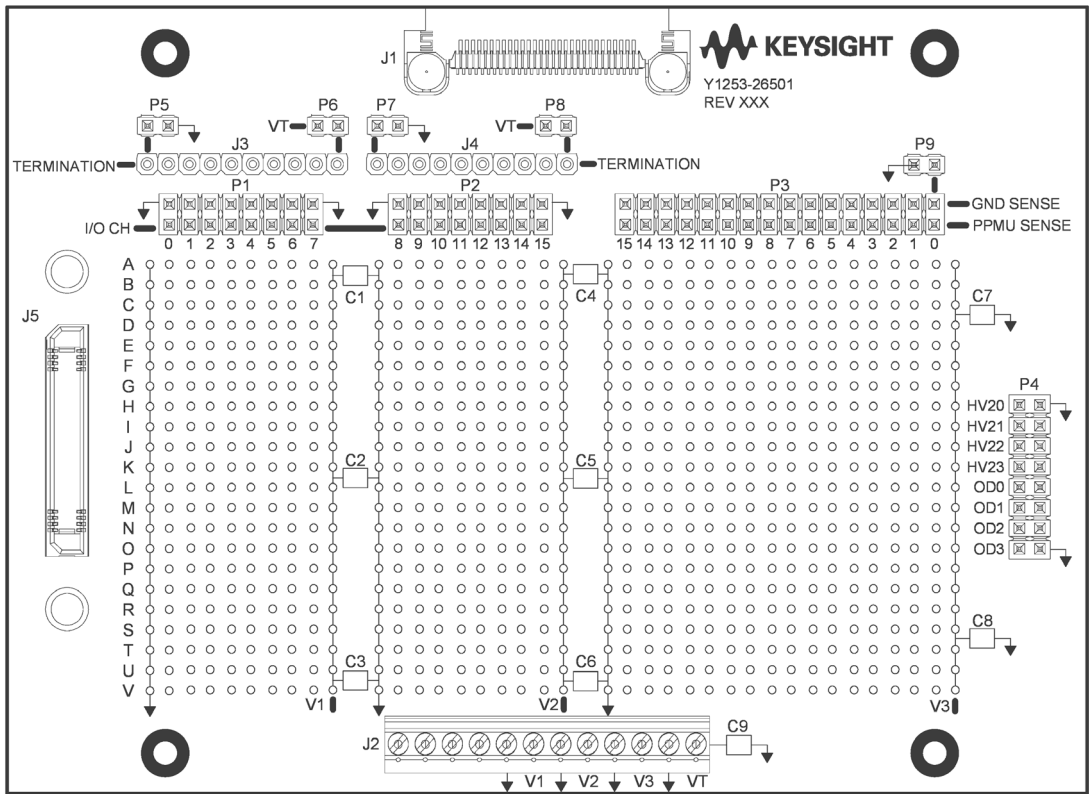 J1
KEYSIGHT
Y1253-26501
REV XXX
P5
P6
P7
P8
VT
VT
J3
J4
P9
TERMINATION
TERMINATION
P1
P2
P3
GND SENSE
I/O CH
PPMU SENSE
0 1 2 3 4 5 6 7
8 9 10 11 12 13 14 15
15 14 13 12 11 10 9 8 7 6 5 4 3 2 1 0
A
B
C
D
E
F
G
H
I
J
K
L
M
N
O
P
Q
R
S
T
U
V
C1
C4
C7
J5
P4
HV20
HV21
HV22
HV23
OD0
OD1
OD2
OD3
C2
C5
C8
C3
C6
V1
V2
V3
J2
C9
V1 V2 V3 VT